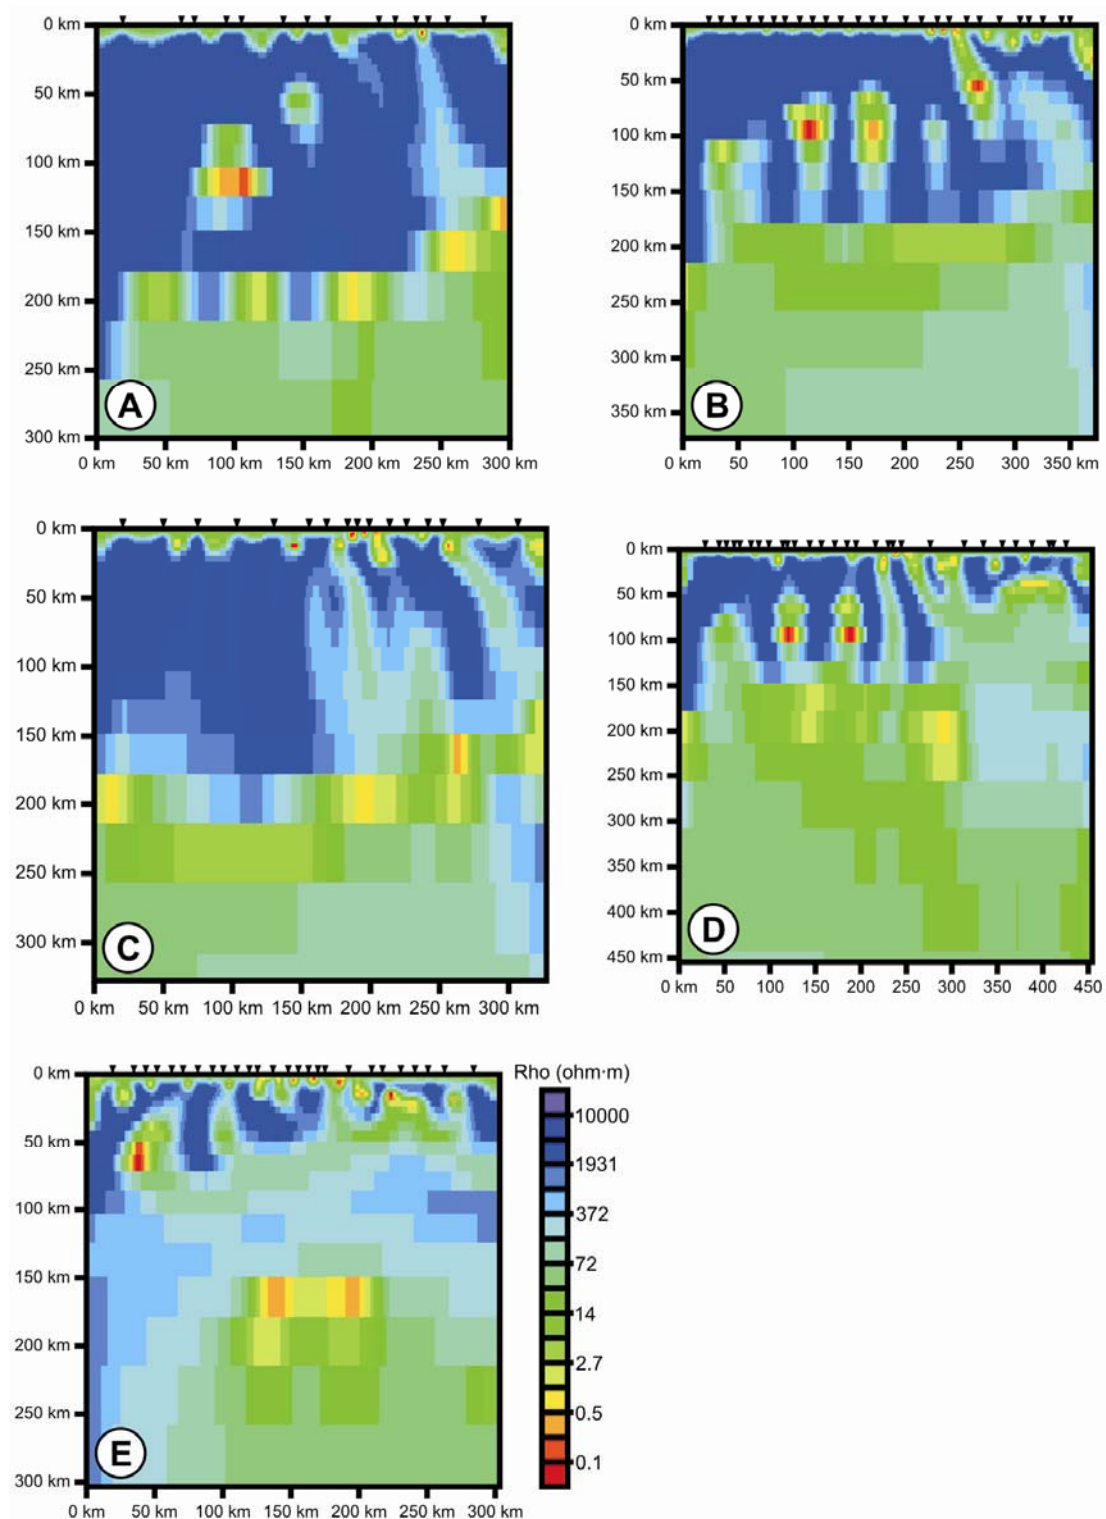 0 km
50 km
100 km
150 km
200 km
250 km
300 km
A
0 km 50 km 100 km 150 km 200 km 250 km 300 km
0 km
50 km
100 km
150 km
200 km
250 km
300 km
350 km
B
0 km 50 100 150 200 250 300 350 km
0 km
50 km
100 km
150 km
200 km
250 km
300 km
C
0 km 50 km 100 km 150 km 200 km 250 km 300 km
0 km
50 km
100 km
150 km
200 km
250 km
300 km
350 km
400 km
450 km
D
0 km 50 100 150 200 250 300 350 400 450
0 km
50 km
100 km
150 km
200 km
250 km
300 km
E
0 km 50 km 100 km 150 km 200 km 250 km 300 km
Rho (ohm·m)
10000
1931
372
72
14
2.7
0.5
0.1